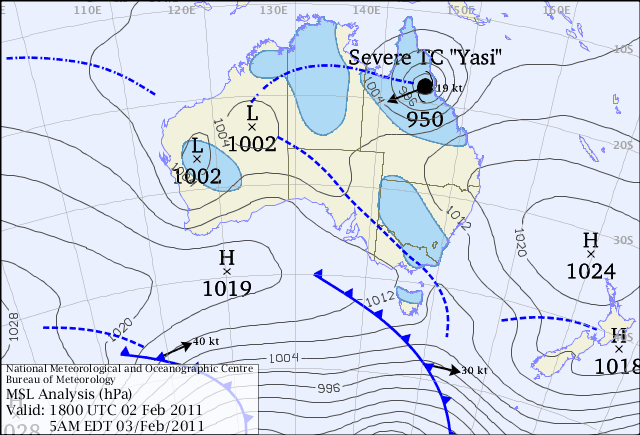 110E
120E
130E
140E
150E
160E
10S
Severe TC "Yasi"
1004
996
19 kt
950
L
1002
1004
L
1002
20S
1012
30S
1020
H
1024
H
1019
1012
1028
1020
40 kt
1004
996
30 kt
H
1018
National Meteorological and Oceanographic Centre
Bureau of Meteorology
MSL Analysis (hPa)
Valid: 1800 UTC 02 Feb 2011
5AM EDT 03/Feb/2011
028